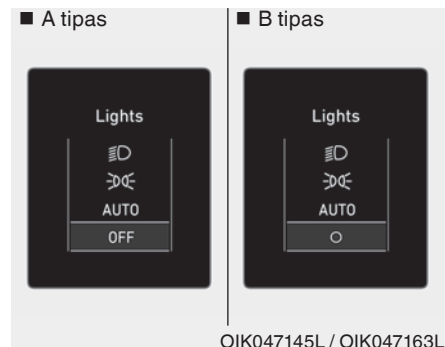 ■ A tipas
Lights
AUTO
OFF
■ B tipas
Lights
AUTO
O
OIK047145L / OIK047163L